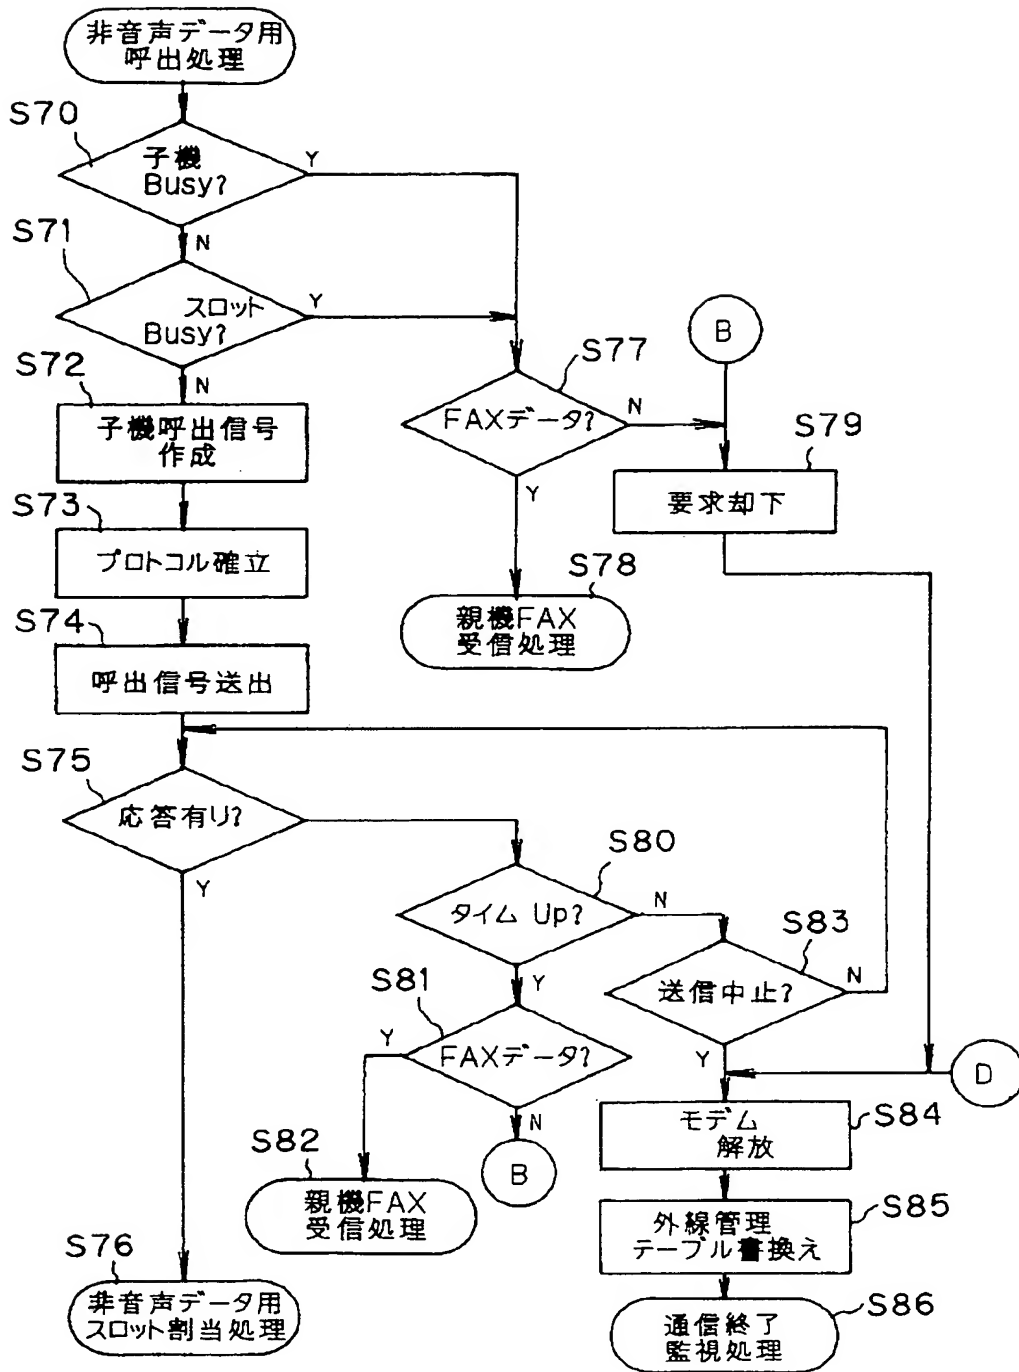 非音声データ用
呼出処理
S70
子機
Busy?
Y
N
S71
スロット
Busy?
Y
N
S72
子機呼出信号
作成
S73
プロトコル確立
S74
呼出信号送出
S75
応答有り?
Y
S76
非音声データ用
スロット割当処理
S77
FAXデータ?
N
Y
S78
親機FAX
受信処理
B
S79
要求却下
S80
タイム Up?
N
Y
S81
FAXデータ?
Y
N
B
S82
親機FAX
受信処理
S83
送信中止?
N
Y
D
S84
モデム
解放
S85
外線管理
テーブル書換え
S86
通信終了
監視処理